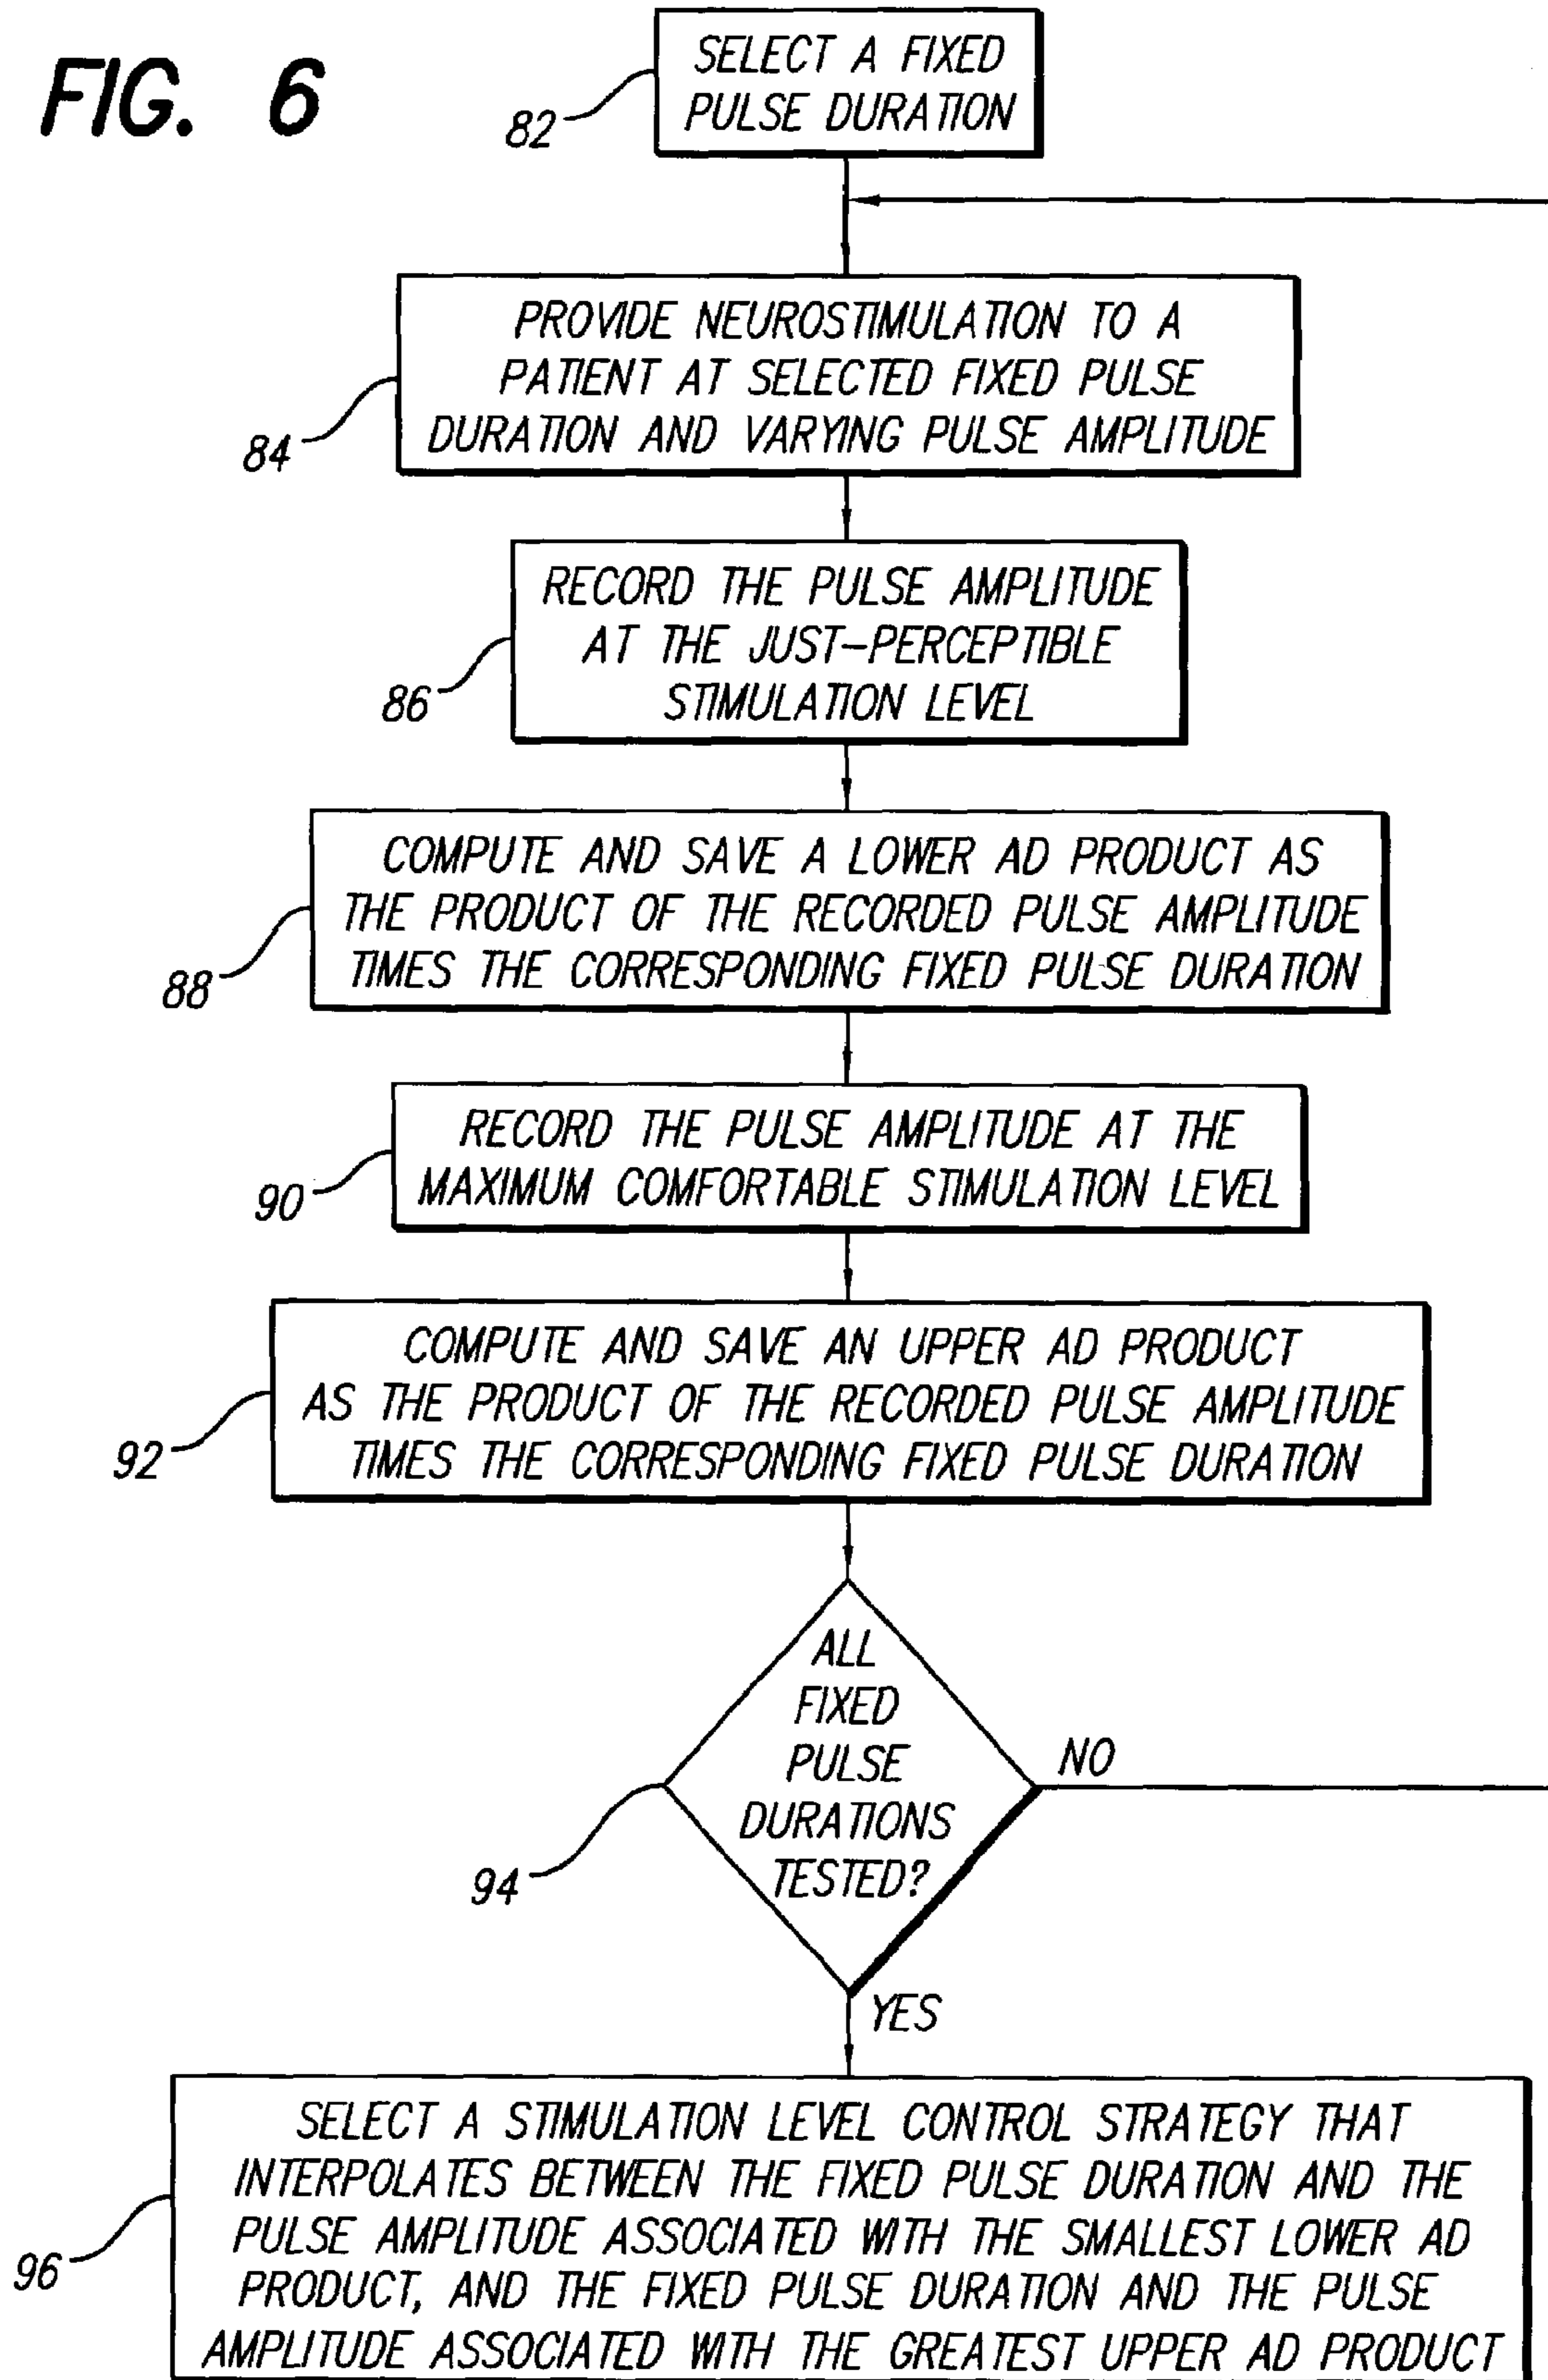 FIG. 6
SELECT A FIXED
PULSE DURATION
82
PROVIDE NEUROSTIMULATION TO A
PATIENT AT SELECTED FIXED PULSE
DURATION AND VARYING PULSE AMPLITUDE
84
RECORD THE PULSE AMPLITUDE
AT THE JUST-PERCEPTIBLE
STIMULATION LEVEL
86
COMPUTE AND SAVE A LOWER AD PRODUCT AS
THE PRODUCT OF THE RECORDED PULSE AMPLITUDE
TIMES THE CORRESPONDING FIXED PULSE DURATION
88
RECORD THE PULSE AMPLITUDE AT THE
MAXIMUM COMFORTABLE STIMULATION LEVEL
90
COMPUTE AND SAVE AN UPPER AD PRODUCT
AS THE PRODUCT OF THE RECORDED PULSE AMPLITUDE
TIMES THE CORRESPONDING FIXED PULSE DURATION
92
ALL
FIXED
PULSE
DURATIONS
TESTED?
NO
94
YES
SELECT A STIMULATION LEVEL CONTROL STRATEGY THAT
INTERPOLATES BETWEEN THE FIXED PULSE DURATION AND THE
PULSE AMPLITUDE ASSOCIATED WITH THE SMALLEST LOWER AD
PRODUCT, AND THE FIXED PULSE DURATION AND THE PULSE
AMPLITUDE ASSOCIATED WITH THE GREATEST UPPER AD PRODUCT
96